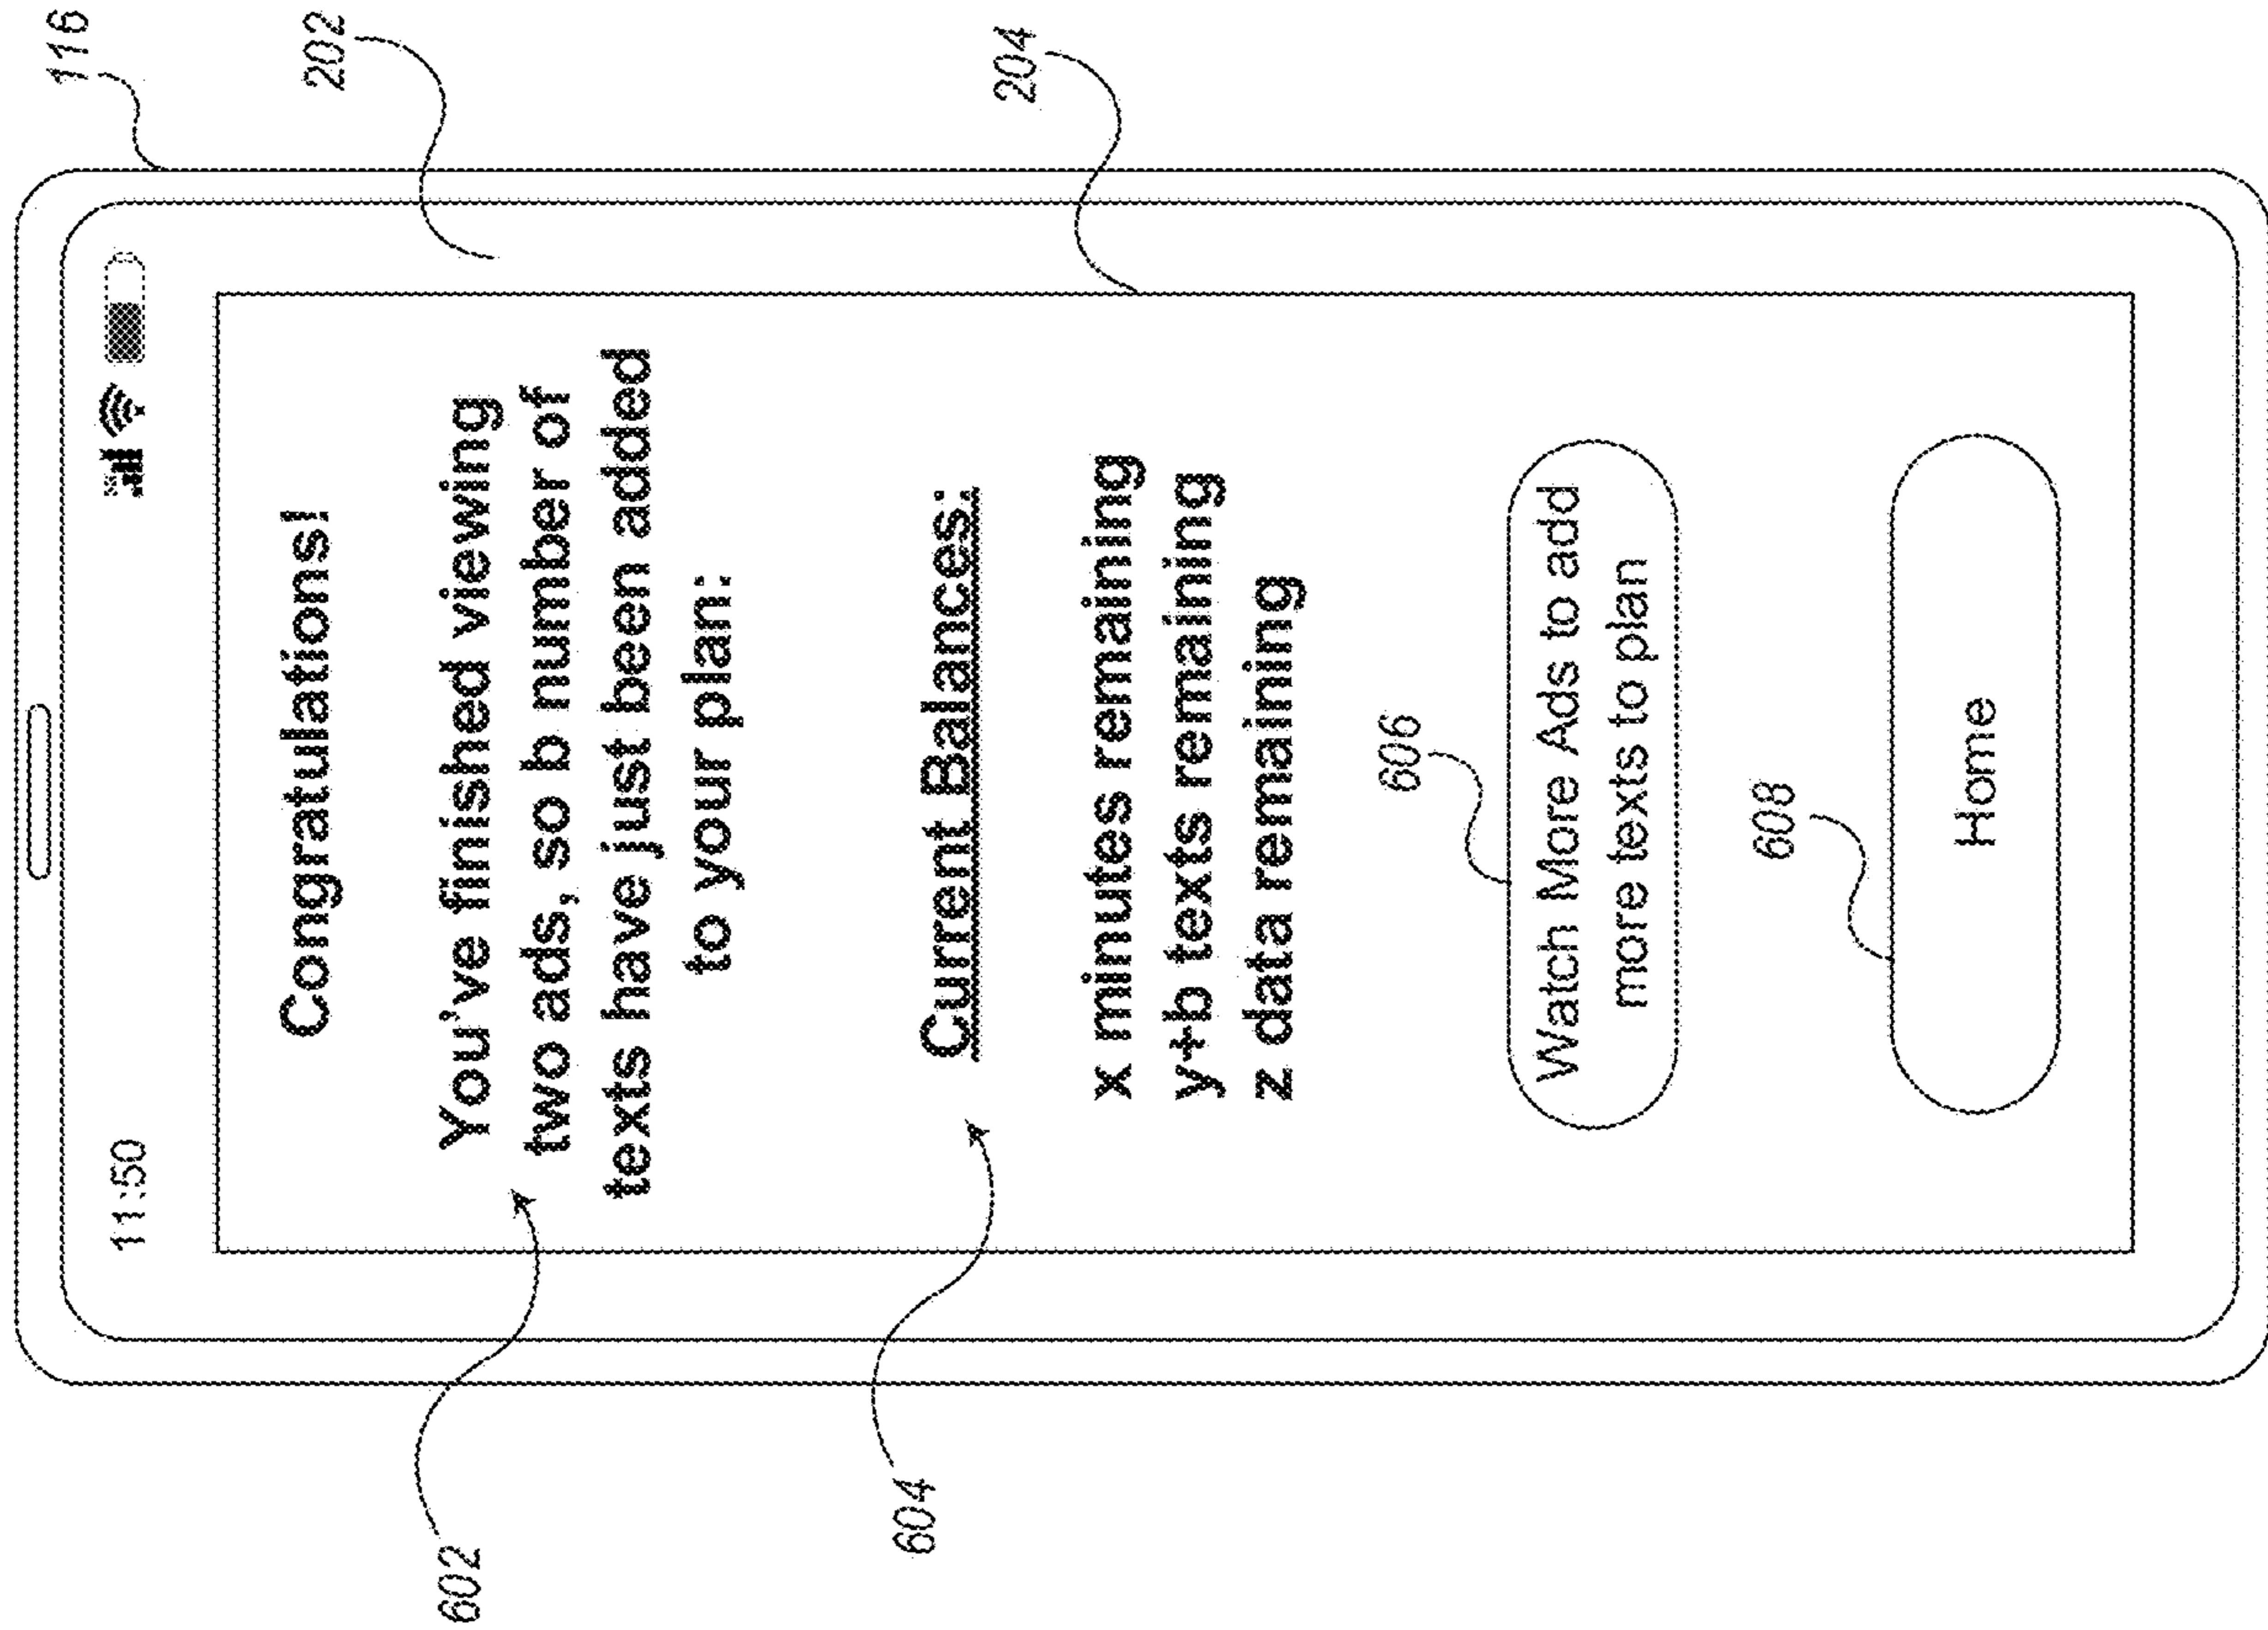 116
202
204
11:50
Congratulations!
You've finished viewing
two ads, so b number of
texts have just been added
to your plan:
602
Current Balances:
604
x minutes remaining
y+b texts remaining
z data remaining
606
Watch More Ads to add
more texts to plan
608
Home